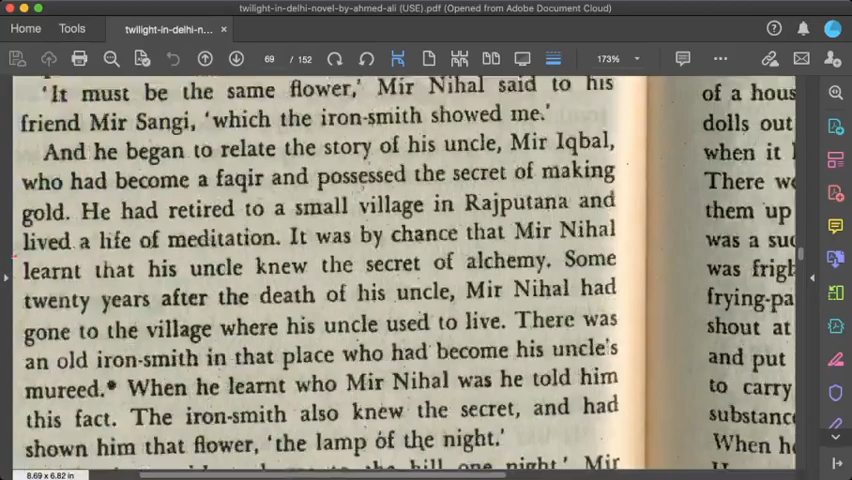 twilight-in-delhi-novel-by-ahmed-ali (USE).pdf (Opened from Adobe Document Cloud)
Home Tools twilight-in-delhi-n... ×
69 / 152 173%
'It must be the same flower,' Mir Nihal said to his
friend Mir Sangi, 'which the iron-smith showed me.'
And he began to relate the story of his uncle, Mir Iqbal,
who had become a faqir and possessed the secret of making
gold. He had retired to a small village in Rajputana and
lived a life of meditation. It was by chance that Mir Nihal
learnt that his uncle knew the secret of alchemy. Some
twenty years after the death of his uncle, Mir Nihal had
gone to the village where his uncle used to live. There was
an old iron-smith in that place who had become his uncle's
mureed.* When he learnt who Mir Nihal was he told him
this fact. The iron-smith also knew the secret, and had
shown him that flower, 'the lamp of the night.'
the hill one night.' Mir
of a hous
dolls out
when it
There we
them up
was a suc
was frigh
frying-pa
shout at
and put
to carry
substanc
When he
8.69 x 6.82 in